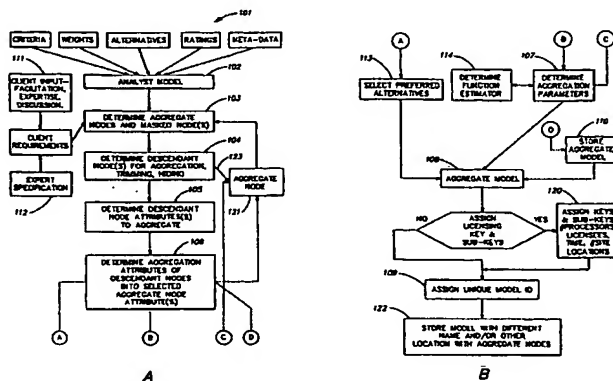 101
CRITERIA
WEIGHTS
ALTERNATIVES
RATINGS
META-DATA
111
CLIENT INPUT-
FACILITATION,
EXPERTISE,
DISCUSSION.
ANALYST MODEL
102
103
DETERMINE AGGREGATE
NODES AND MASKED NODE(S)
CLIENT
REQUIREMENTS
104
DETERMINE DESCENDANT
NODE(S) FOR AGGREGATION,
TRIMMING, HIDING
123
EXPERT
SPECIFICATION
112
105
AGGREGATE
NODE
121
DETERMINE DESCENDANT
NODE ATTRIBUTES(S)
TO AGGREGATE
DETERMINE AGGREGATION
ATTRIBUTES OF
DESCENDANT NODES
INTO SELECTED
AGGREGATE NODE
ATTRIBUTE(S)
A
B
C
D
A
A
B
C
113
114
107
SELECT PREFERRED
ALTERNATIVES
DETERMINE
FUNCTION
ESTIMATOR
DETERMINE
AGGREGATION
PARAMETERS
D
STORE
AGGREGATE
MODEL
AGGREGATE MODEL
120
NO
ASSIGN
LICENSING
KEY
& SUB-KEYS
YES
ASSIGN KEYS
& SUB-KEYS
LICENSEES,
LOCATIONS
109
ASSIGN UNIQUE MODEL ID
122
STORE MODEL WITH DIFFERENT
NAME AND/OR OTHER
LOCATION WITH AGGREGATE NODES
B